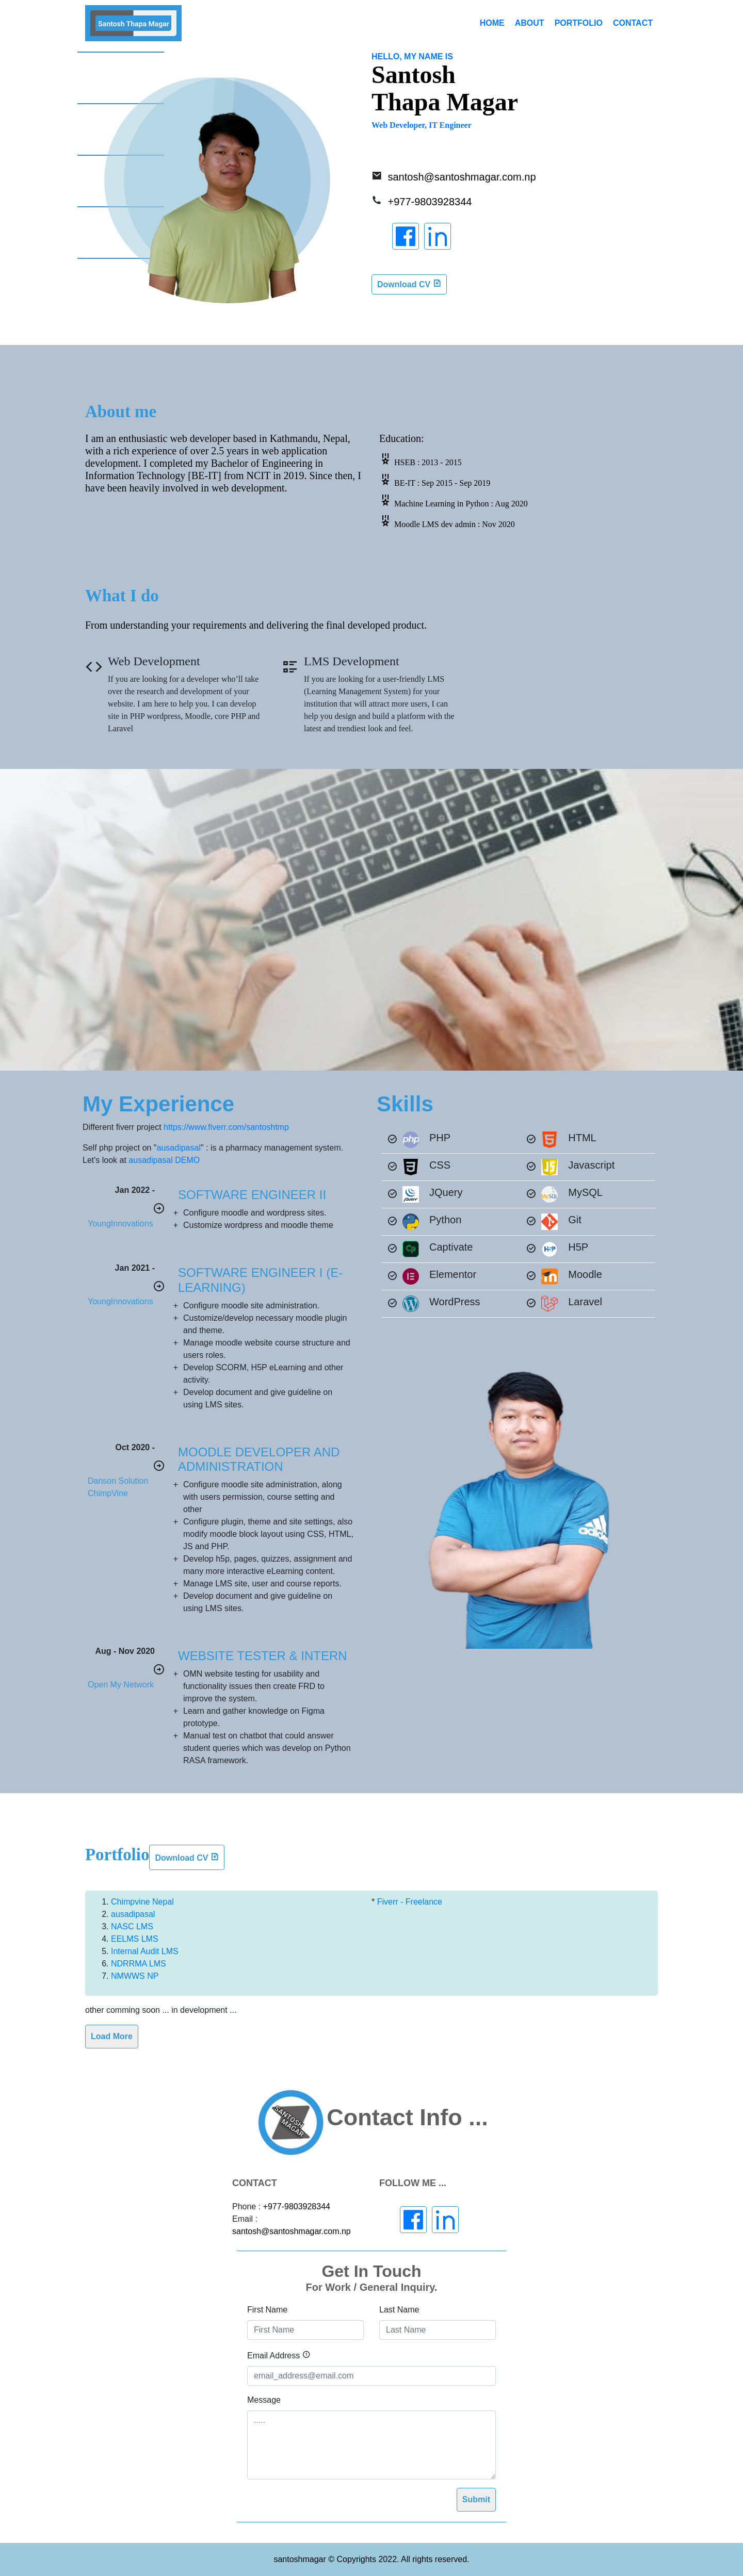 Santosh Thapa Magar
HOME ABOUT PORTFOLIO CONTACT
HELLO, MY NAME IS
Santosh
Thapa Magar
Web Developer, IT Engineer
santosh@santoshmagar.com.np
+977-9803928344
Download CV
About me
I am an enthusiastic web developer based in Kathmandu, Nepal,
with a rich experience of over 2.5 years in web application
development. I completed my Bachelor of Engineering in
Information Technology [BE-IT] from NCIT in 2019. Since then, I
have been heavily involved in web development.
Education:
HSEB : 2013 - 2015
BE-IT : Sep 2015 - Sep 2019
Machine Learning in Python : Aug 2020
Moodle LMS dev admin : Nov 2020
What I do
From understanding your requirements and delivering the final developed product.
Web Development
If you are looking for a developer who’ll take
over the research and development of your
website. I am here to help you. I can develop
site in PHP wordpress, Moodle, core PHP and
Laravel
LMS Development
If you are looking for a user-friendly LMS
(Learning Management System) for your
institution that will attract more users, I can
help you design and build a platform with the
latest and trendiest look and feel.
My Experience
Different fiverr project https://www.fiverr.com/santoshtmp
Self php project on "ausadipasal" : is a pharmacy management system.
Let's look at ausadipasal DEMO
Jan 2022 -
YoungInnovations
SOFTWARE ENGINEER II
+ Configure moodle and wordpress sites.
+ Customize wordpress and moodle theme
Jan 2021 -
YoungInnovations
SOFTWARE ENGINEER I (E-
LEARNING)
+ Configure moodle site administration.
+ Customize/develop necessary moodle plugin
and theme.
+ Manage moodle website course structure and
users roles.
+ Develop SCORM, H5P eLearning and other
activity.
+ Develop document and give guideline on
using LMS sites.
Oct 2020 -
Danson Solution
ChimpVine
MOODLE DEVELOPER AND
ADMINISTRATION
+ Configure moodle site administration, along
with users permission, course setting and
other
+ Configure plugin, theme and site settings, also
modify moodle block layout using CSS, HTML,
JS and PHP.
+ Develop h5p, pages, quizzes, assignment and
many more interactive eLearning content.
+ Manage LMS site, user and course reports.
+ Develop document and give guideline on
using LMS sites.
Aug - Nov 2020
Open My Network
WEBSITE TESTER & INTERN
+ OMN website testing for usability and
functionality issues then create FRD to
improve the system.
+ Learn and gather knowledge on Figma
prototype.
+ Manual test on chatbot that could answer
student queries which was develop on Python
RASA framework.
Skills
php PHP HTML
CSS Javascript
jQuery JQuery MySQL MySQL
Python Git
Cp Captivate H5P H5P
Elementor Moodle
WordPress Laravel
adidas
Portfolio Download CV
1. Chimpvine Nepal
2. ausadipasal
3. NASC LMS
4. EELMS LMS
5. Internal Audit LMS
6. NDRRMA LMS
7. NMWWS NP
* Fiverr - Freelance
other comming soon ... in development ...
Load More
SANTOSH
MAGAR
Contact Info ...
CONTACT
Phone : +977-9803928344
Email :
santosh@santoshmagar.com.np
FOLLOW ME ...
Get In Touch
For Work / General Inquiry.
First Name Last Name
First Name Last Name
Email Address
email_address@email.com
Message
.....
Submit
santoshmagar © Copyrights 2022. All rights reserved.